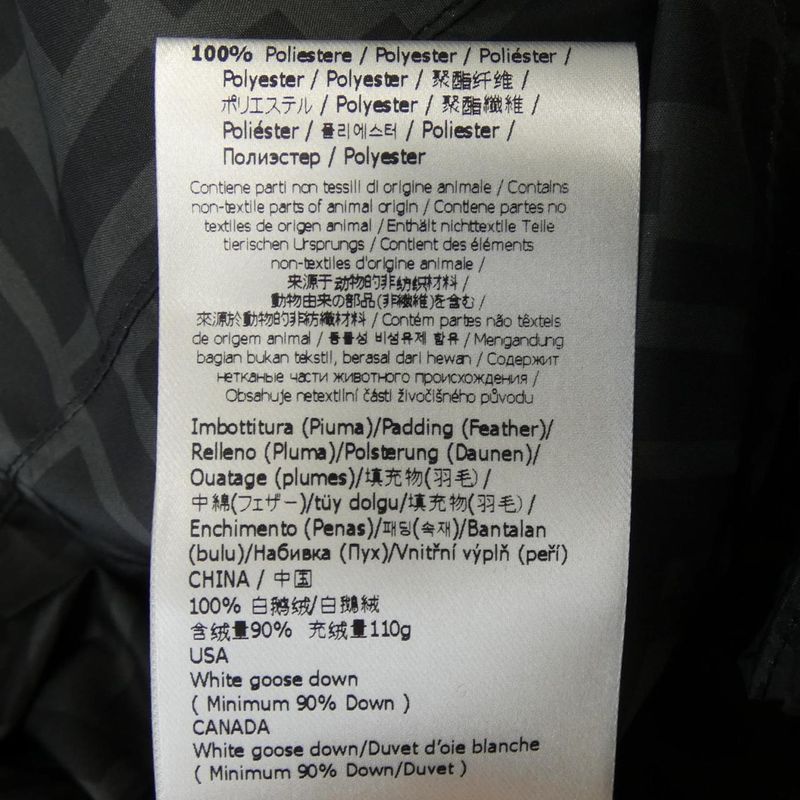 100% Poliestere / Polyester / Poliéster /
Polyester / Polyester / 聚酯纤维 /
ポリエステル / Polyester / 聚酯纖維 /
Poliéster / 폴리에스터 / Poliester /
Полиэстер / Polyester
Contiene parti non tessili di origine animale / Contains
non-textile parts of animal origin / Contiene partes no
textiles de origen animal / Enthält nichttextile Teile
tierischen Ursprungs / Contient des éléments
non-textiles d'origine animale /
来源于动物的非纺织材料 /
動物由来の部品(非繊維)を含む /
來源於動物的非紡纖材料 / Contém partes não têxteis
de origem animal / 동물성 비섬유제 함유 / Mengandung
bagian bukan tekstil, berasal dari hewan / Содержит
нетканые части животного происхождения /
Obsahuje netextilní části živočišného původu
Imbottitura (Piuma)/Padding (Feather)/
Relleno (Pluma)/Polsterung (Daunen)/
Ouatage (plumes)/填充物(羽毛) /
中綿(フェザー)/tüy dolgu/填充物(羽毛) /
Enchimento (Penas)/패딩(속재)/Bantalan
(bulu)/Набивка (Пух)/Vnitřní výplň (peří)
CHINA / 中国
100% 白鹅绒/白鵝絨
含绒量90% 充绒量110g
USA
White goose down
( Minimum 90% Down )
CANADA
White goose down/Duvet d'oie blanche
( Minimum 90% Down/Duvet )